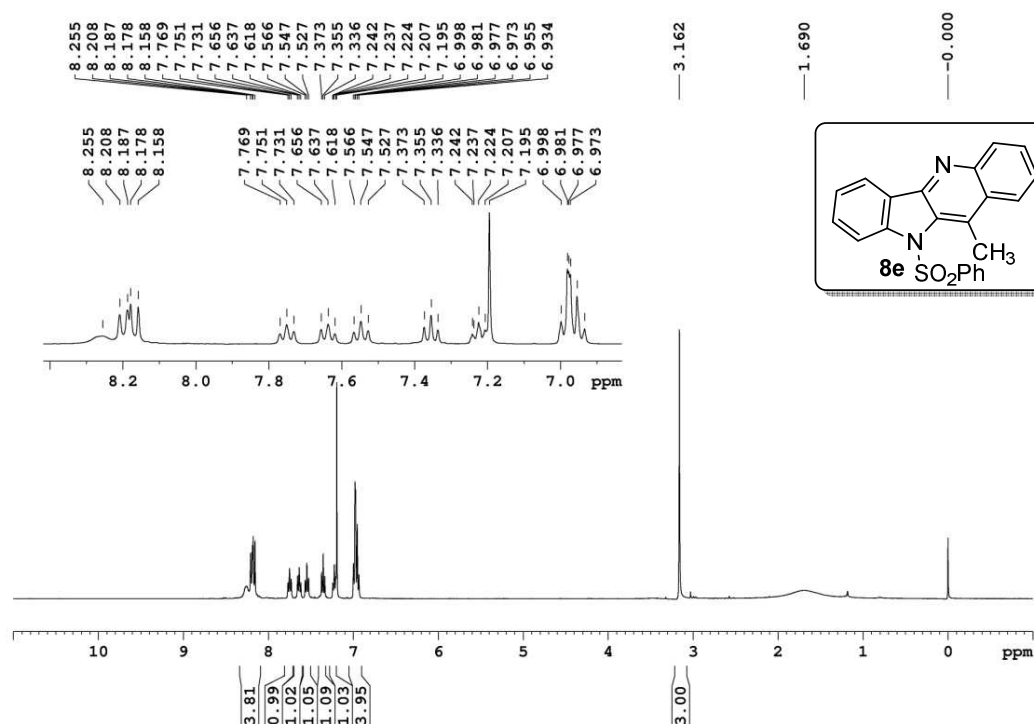 8.255 8.208 8.187 8.178 8.158 7.769 7.751 7.731 7.656 7.637 7.618 7.566 7.547 7.527 7.373 7.355 7.336 7.242 7.237 7.224 7.207 7.195 6.998 6.981 6.977 6.973 6.955 6.934
3.162
1.690
-0.000
8.255 8.208 8.187 8.178 8.158
7.769 7.751 7.731 7.656 7.637 7.618 7.566 7.547 7.527
7.373 7.355 7.336 7.242 7.237 7.224 7.207 7.195
6.998 6.981 6.977 6.973
N
N
CH3
8e
SO2Ph
8.2 8.0 7.8 7.6 7.4 7.2 7.0 ppm
10 9 8 7 6 5 4 3 2 1 0 ppm
3.81 0.99 1.02 1.05 1.09 1.03 3.95
3.00